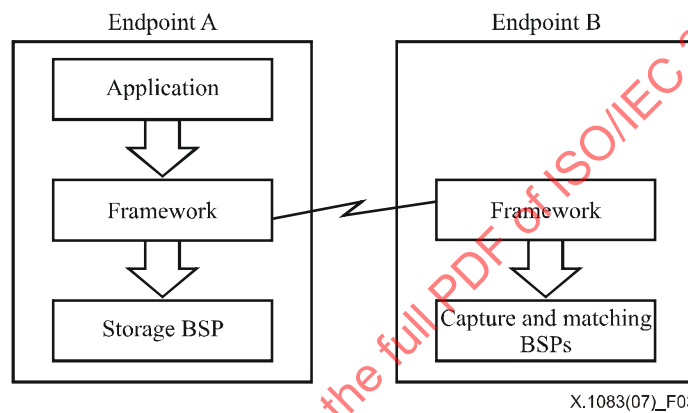 Endpoint A
Endpoint B
Application
Framework
Framework
Storage BSP
Capture and matching
BSPs
X.1083(07)_F03
the full PDF of ISO/IEC